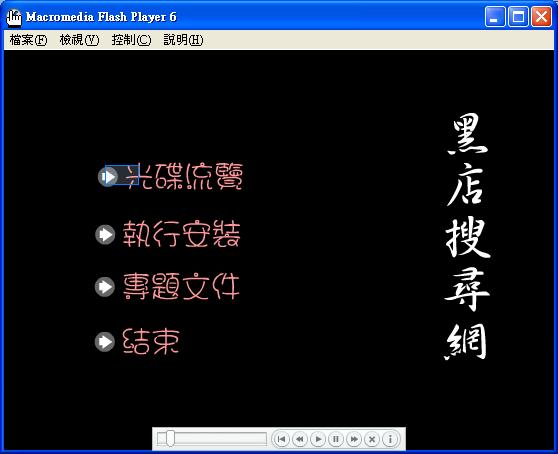 Macromedia Flash Player 6
檔案(F) 檢視(V) 控制(C) 說明(H)
光碟流覽
執行安裝
專題文件
結束
黑店搜尋網